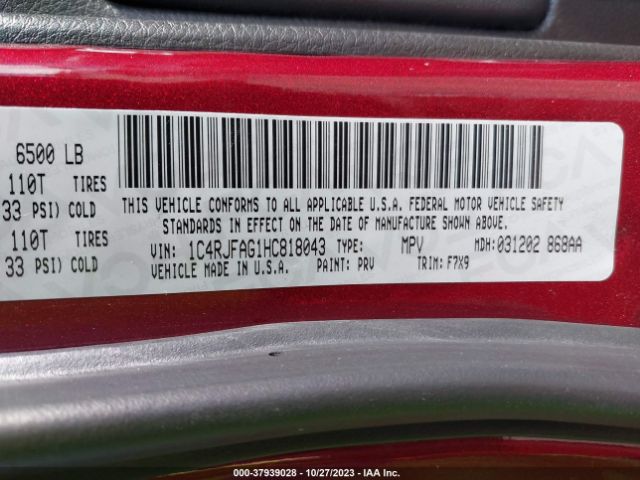 6500 LB
110T TIRES
33 PSI) COLD
110T TIRES
33 PSI) COLD
THIS VEHICLE CONFORMS TO ALL APPLICABLE U.S.A. FEDERAL MOTOR VEHICLE SAFETY
STANDARDS IN EFFECT ON THE DATE OF MANUFACTURE SHOWN ABOVE.
VIN: 1C4RJFAG1HC818043 TYPE: MPV MDH:031202 868AA
VEHICLE MADE IN U.S.A. PAINT: PRV TRIM: F7X9
000-37939028 - 10/27/2023 - IAA Inc.